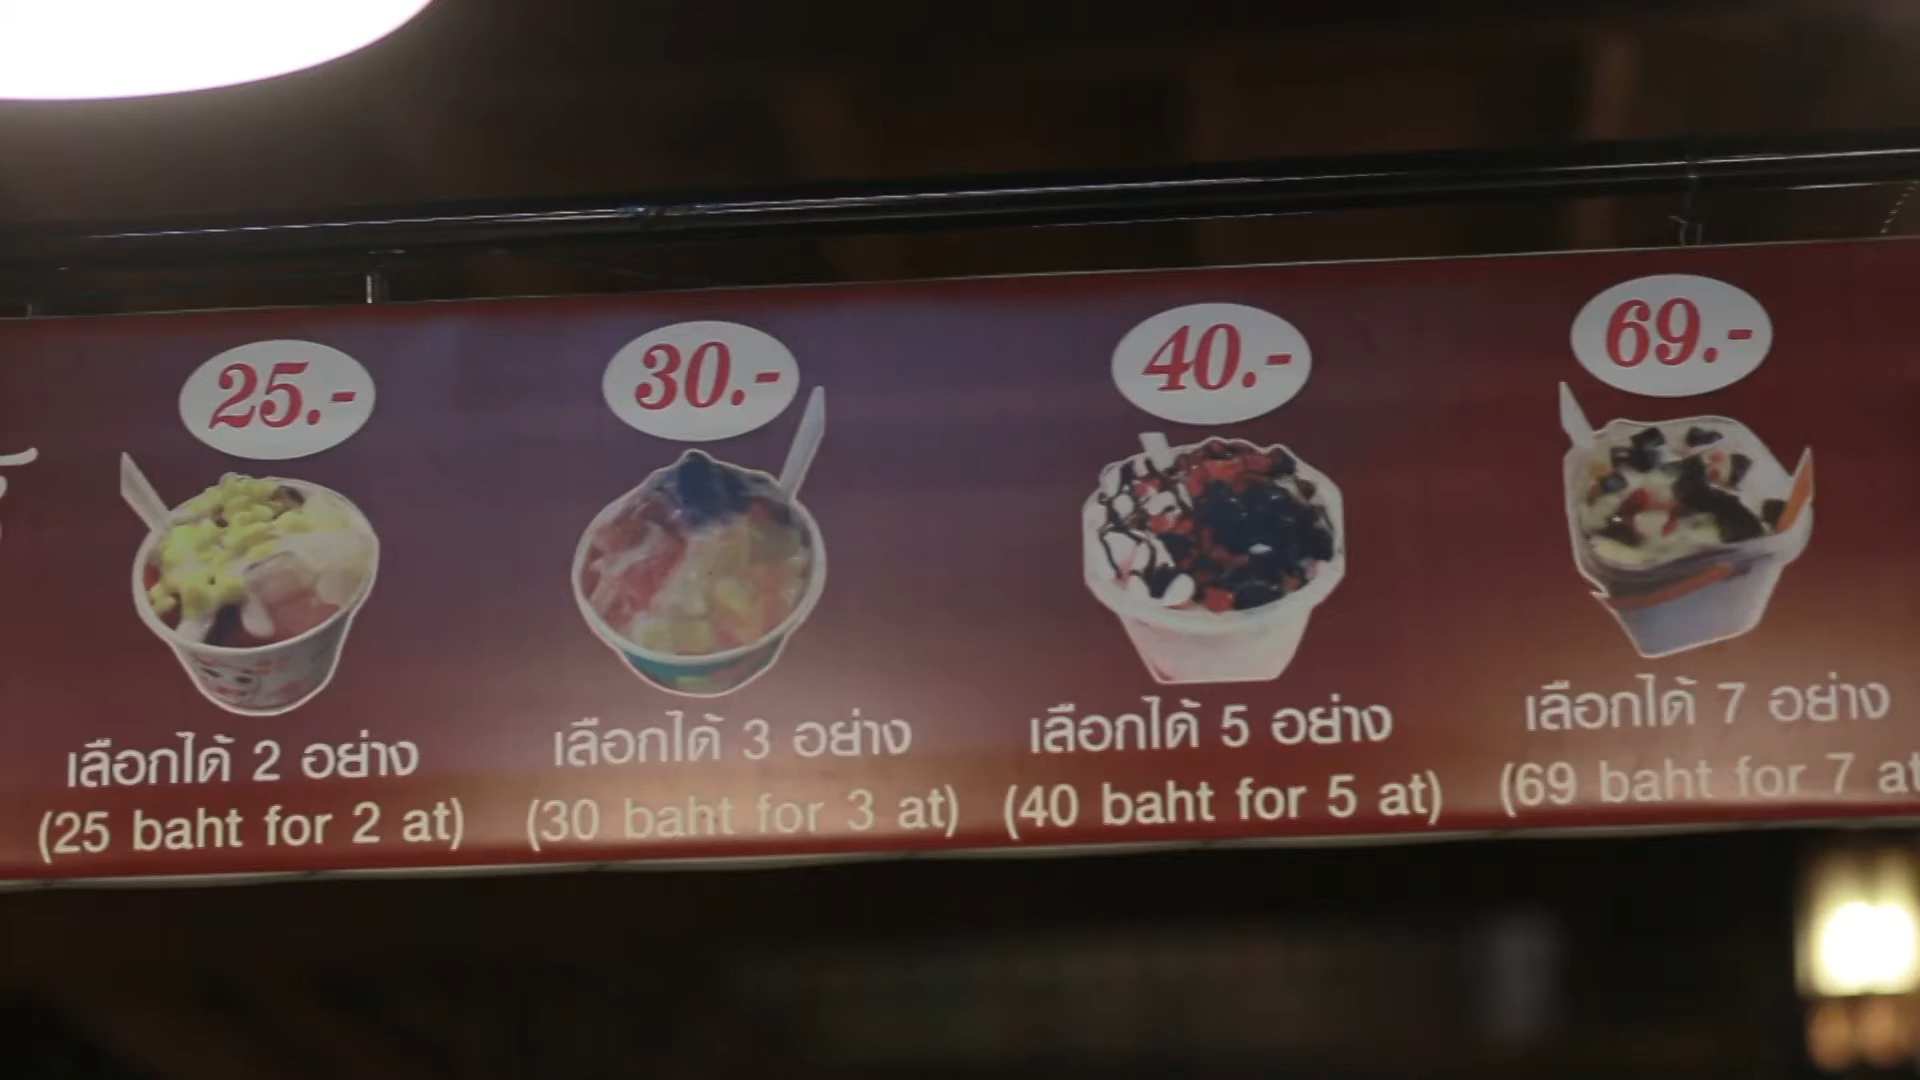 25.-
เลือกได้ 2 อย่าง
(25 baht for 2 at)
30.-
เลือกได้ 3 อย่าง
(30 baht for 3 at)
40.-
เลือกได้ 5 อย่าง
(40 baht for 5 at)
69.-
เลือกได้ 7 อย่าง
(69 baht for 7 at